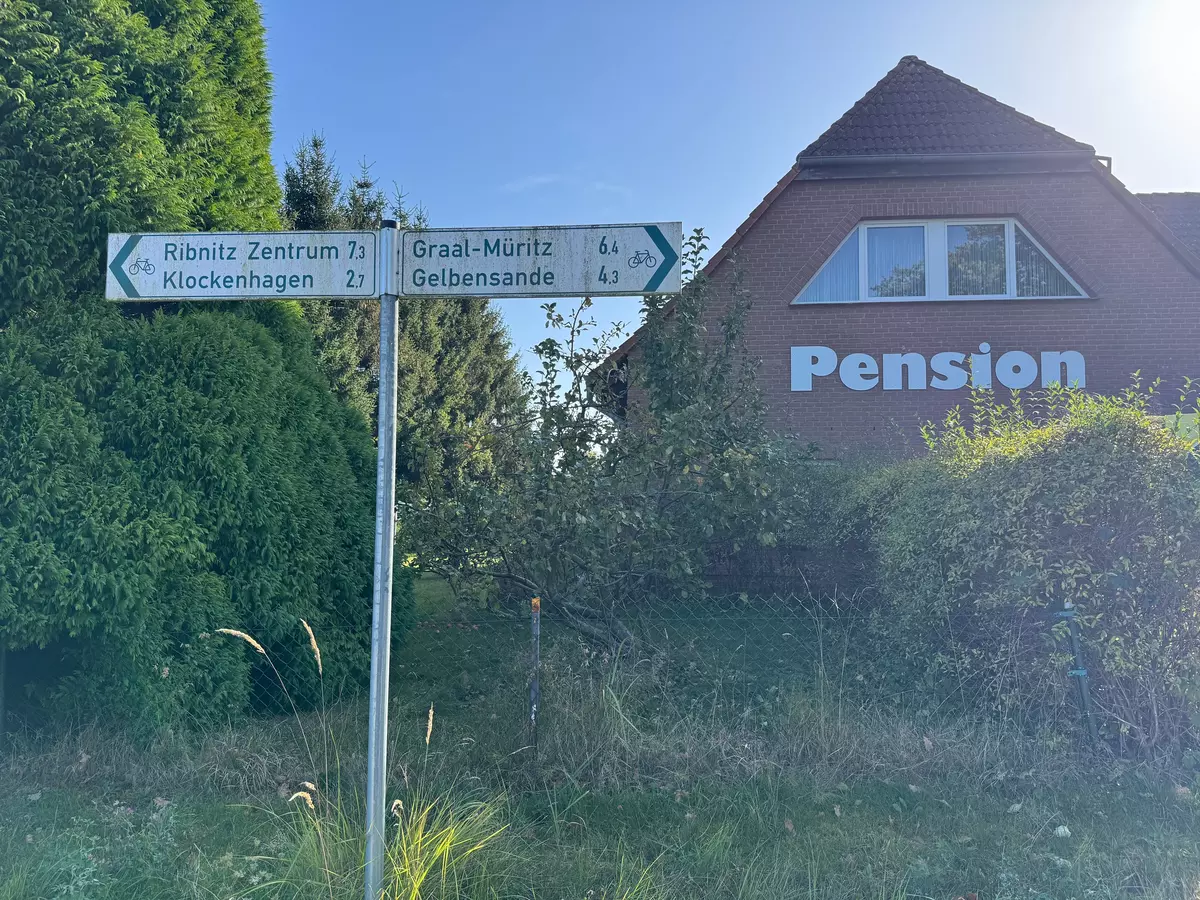 Ribnitz Zentrum 7,3
Klockenhagen 2,7
Graal-Müritz 6,4
Gelbensande 4,3
Pension